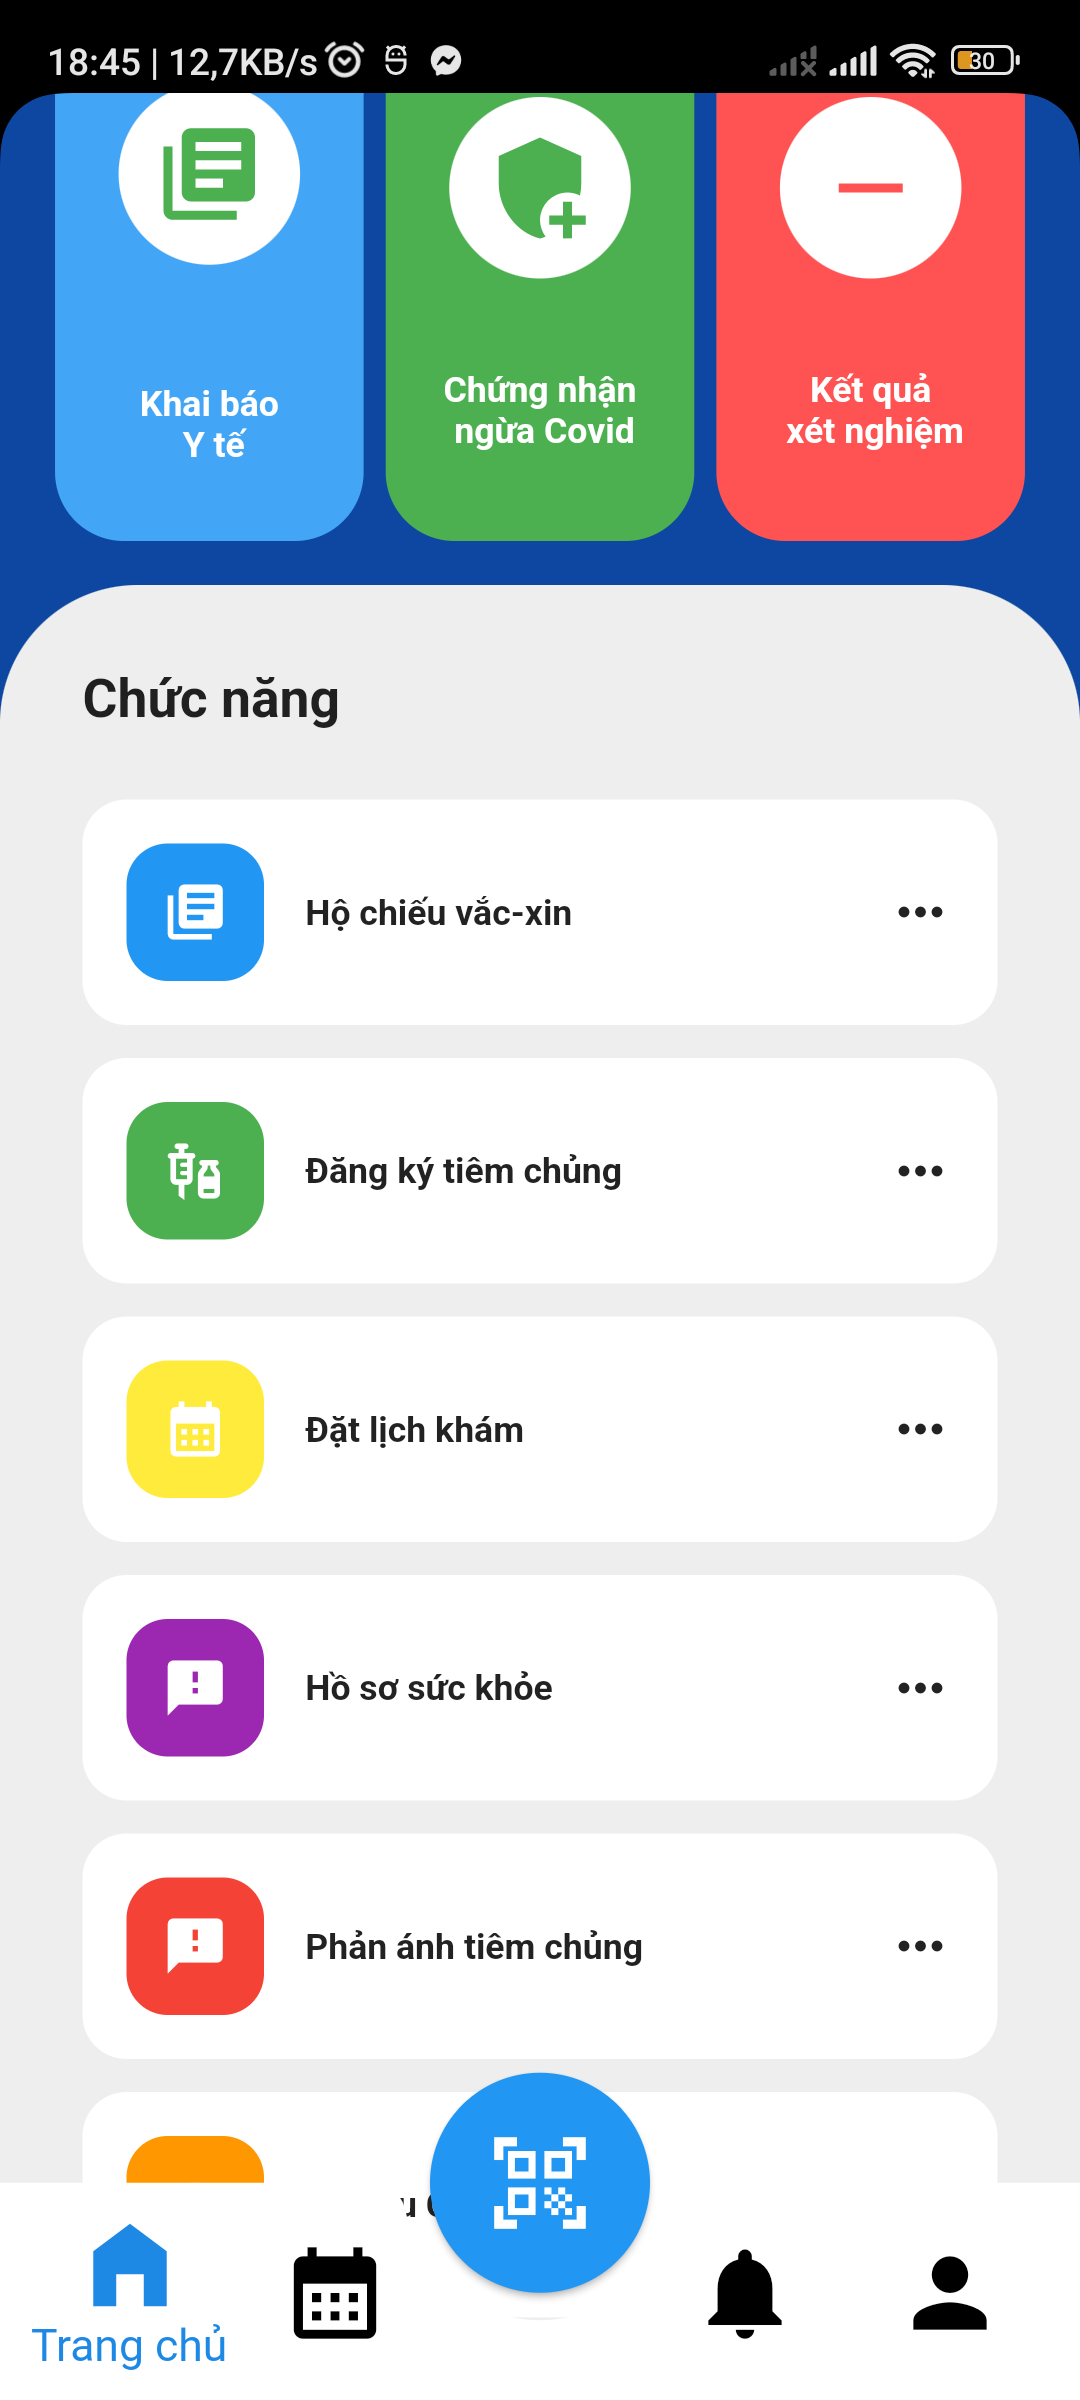 18:45 | 12,7KB/s
30
Khai báo
Y tế
Chứng nhận
ngừa Covid
Kết quả
xét nghiệm
Chức năng
Hộ chiếu vắc-xin
Đăng ký tiêm chủng
Đặt lịch khám
Hồ sơ sức khỏe
Phản ánh tiêm chủng
Trang chủ